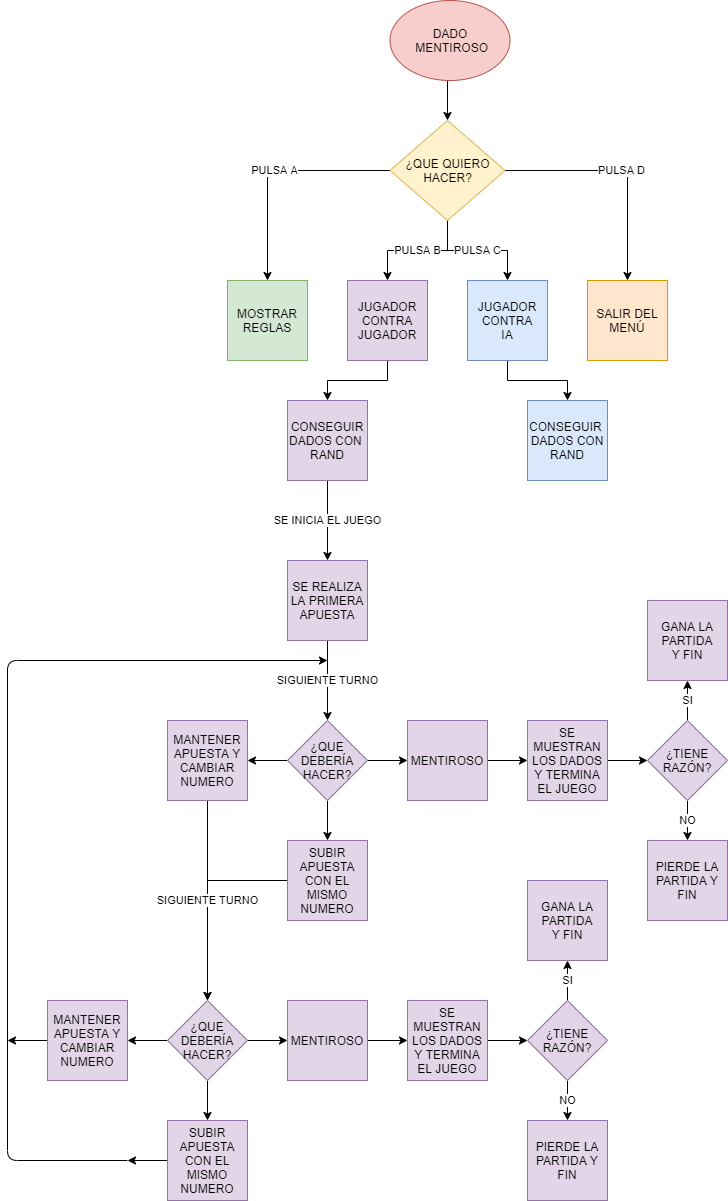 DADO
MENTIROSO
¿QUE QUIERO
HACER?
PULSA A
PULSA D
PULSA B
PULSA C
MOSTRAR
REGLAS
JUGADOR
CONTRA
JUGADOR
JUGADOR
CONTRA
IA
SALIR DEL
MENÚ
CONSEGUIR
DADOS CON
RAND
CONSEGUIR
DADOS CON
RAND
SE INICIA EL JUEGO
SE REALIZA
LA PRIMERA
APUESTA
SIGUIENTE TURNO
MANTENER
APUESTA Y
CAMBIAR
NUMERO
¿QUE
DEBERÍA
HACER?
MENTIROSO
SE
MUESTRAN
LOS DADOS
Y TERMINA
EL JUEGO
¿TIENE
RAZÓN?
SI
GANA LA
PARTIDA
Y FIN
NO
PIERDE LA
PARTIDA Y
FIN
SUBIR
APUESTA
CON EL
MISMO
NUMERO
SIGUIENTE TURNO
MANTENER
APUESTA Y
CAMBIAR
NUMERO
¿QUE
DEBERÍA
HACER?
MENTIROSO
SE
MUESTRAN
LOS DADOS
Y TERMINA
EL JUEGO
¿TIENE
RAZÓN?
SI
GANA LA
PARTIDA
Y FIN
NO
PIERDE LA
PARTIDA Y
FIN
SUBIR
APUESTA
CON EL
MISMO
NUMERO